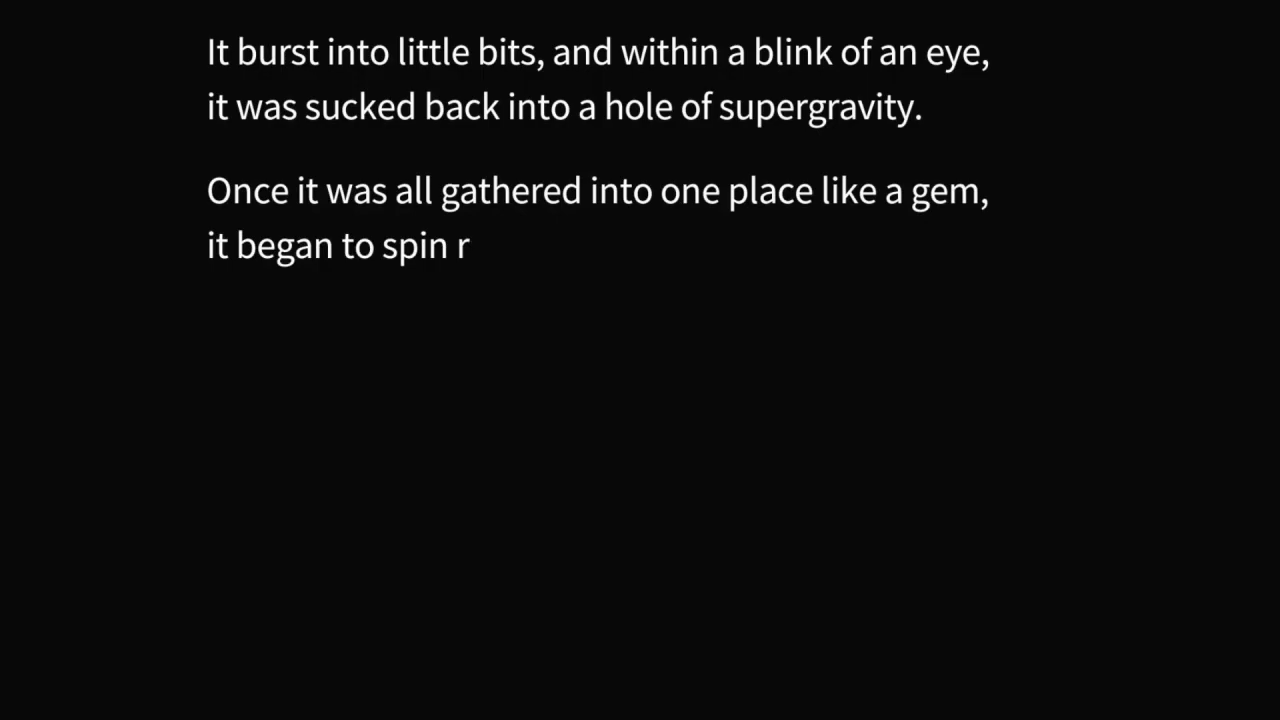 It burst into little bits, and within a blink of an eye,
it was sucked back into a hole of supergravity.
Once it was all gathered into one place like a gem,
it began to spin r